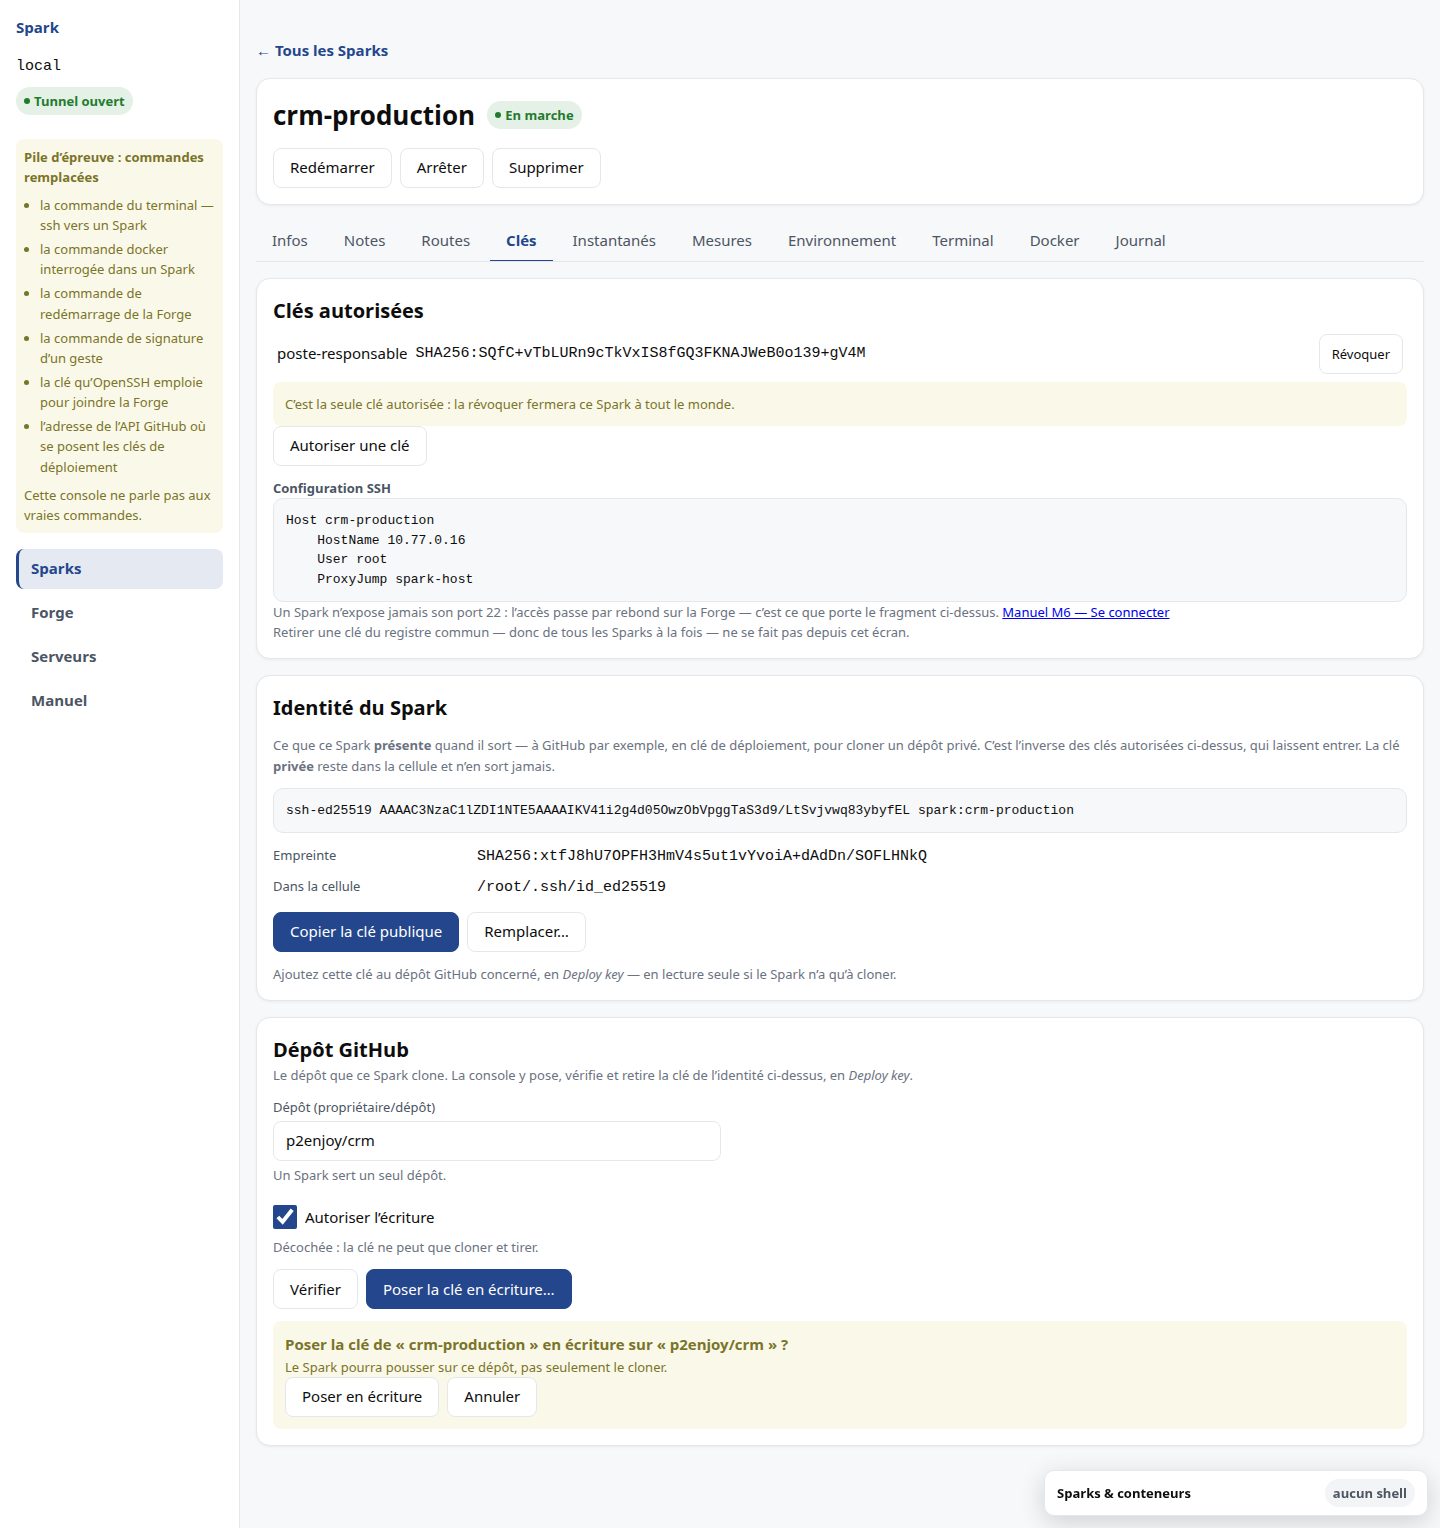 Spark
local
Tunnel ouvert
Pile d’épreuve : commandes
remplacées
la commande du terminal —
ssh vers un Spark
la commande docker
interrogée dans un Spark
la commande de
redémarrage de la Forge
la commande de signature
d’un geste
la clé qu’OpenSSH emploie
pour joindre la Forge
l’adresse de l’API GitHub où
se posent les clés de
déploiement
Cette console ne parle pas aux
vraies commandes.
Sparks
Forge
Serveurs
Manuel
← Tous les Sparks
crm-production En marche
Redémarrer Arrêter Supprimer
Infos Notes Routes Clés Instantanés Mesures Environnement Terminal Docker Journal
Clés autorisées
poste-responsable SHA256:SQfC+vTbLURn9cTkVxIS8fGQ3FKNAJWeB0o139+gV4M Révoquer
C’est la seule clé autorisée : la révoquer fermera ce Spark à tout le monde.
Autoriser une clé
Configuration SSH
Host crm-production
    HostName 10.77.0.16
    User root
    ProxyJump spark-host
Un Spark n’expose jamais son port 22 : l’accès passe par rebond sur la Forge — c’est ce que porte le fragment ci-dessus. Manuel M6 — Se connecter
Retirer une clé du registre commun — donc de tous les Sparks à la fois — ne se fait pas depuis cet écran.
Identité du Spark
Ce que ce Spark présente quand il sort — à GitHub par exemple, en clé de déploiement, pour cloner un dépôt privé. C’est l’inverse des clés autorisées ci-dessus, qui laissent entrer. La clé
privée reste dans la cellule et n’en sort jamais.
ssh-ed25519 AAAAC3NzaC1lZDI1NTE5AAAAIKV41i2g4d05OwzObVpggTaS3d9/LtSvjvwq83ybyfEL spark:crm-production
Empreinte SHA256:xtfJ8hU7OPFH3HmV4s5ut1vYvoiA+dAdDn/SOFLHNkQ
Dans la cellule /root/.ssh/id_ed25519
Copier la clé publique Remplacer…
Ajoutez cette clé au dépôt GitHub concerné, en Deploy key — en lecture seule si le Spark n’a qu’à cloner.
Dépôt GitHub
Le dépôt que ce Spark clone. La console y pose, vérifie et retire la clé de l’identité ci-dessus, en Deploy key.
Dépôt (propriétaire/dépôt)
p2enjoy/crm
Un Spark sert un seul dépôt.
Autoriser l’écriture
Décochée : la clé ne peut que cloner et tirer.
Vérifier Poser la clé en écriture…
Poser la clé de « crm-production » en écriture sur « p2enjoy/crm » ?
Le Spark pourra pousser sur ce dépôt, pas seulement le cloner.
Poser en écriture Annuler
Sparks & conteneurs aucun shell